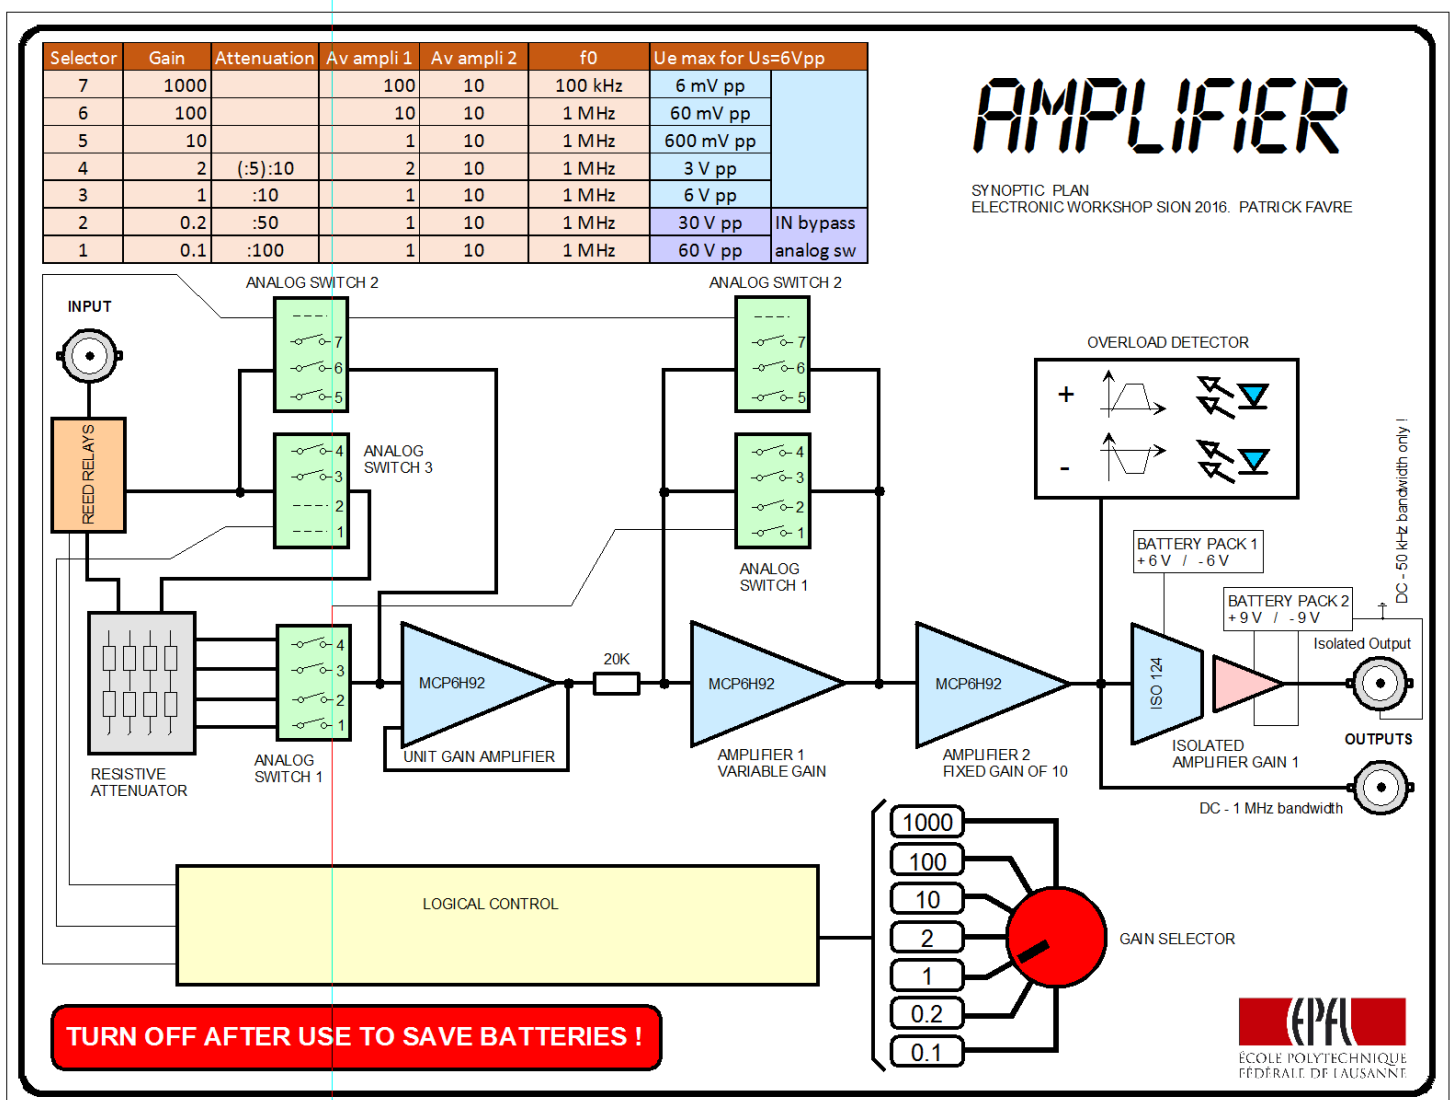 Selector Gain Attenuation Av ampli 1 Av ampli 2 f0 Ue max for Us=6Vpp
7 1000 100 10 100 kHz 6 mV pp
6 100 10 10 1 MHz 60 mV pp
5 10 1 10 1 MHz 600 mV pp
4 2 (:5):10 2 10 1 MHz 3 V pp
3 1 :10 1 10 1 MHz 6 V pp
2 0.2 :50 1 10 1 MHz 30 V pp IN bypass
1 0.1 :100 1 10 1 MHz 60 V pp analog sw
AMPLIFIER
SYNOPTIC PLAN
ELECTRONIC WORKSHOP SION 2016. PATRICK FAVRE
INPUT
ANALOG SWITCH 2
7
6
5
ANALOG SWITCH 2
7
6
5
OVERLOAD DETECTOR
+
-
REED RELAYS
4
3
2
1
ANALOG
SWITCH 3
4
3
2
1
ANALOG
SWITCH 1
DC - 50 kHz bandwidth only !
BATTERY PACK 1
+ 6 V / - 6 V
BATTERY PACK 2
+ 9 V / - 9 V
Isolated Output
RESISTIVE
ATTENUATOR
4
3
2
1
ANALOG
SWITCH 1
MCP6H92
UNIT GAIN AMPLIFIER
20K
MCP6H92
AMPLIFIER 1
VARIABLE GAIN
MCP6H92
AMPLIFIER 2
FIXED GAIN OF 10
ISO 124
ISOLATED
AMPLIFIER GAIN 1
OUTPUTS
DC - 1 MHz bandwidth
LOGICAL CONTROL
1000
100
10
2
1
0.2
0.1
GAIN SELECTOR
TURN OFF AFTER USE TO SAVE BATTERIES !
EPFL
ÉCOLE POLYTECHNIQUE
FÉDÉRALE DE LAUSANNE